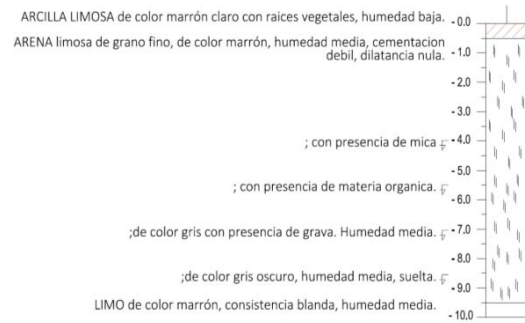 ARCILLA LIMOSA de color marrón claro con raices vegetales, humedad baja.
- 0.0
ARENA limosa de grano fino, de color marrón, humedad media, cementacion
debil, dilatancia nula.
- 1.0
- 2.0
- 3.0
; con presencia de mica
- 4.0
- 5.0
; con presencia de materia organica.
- 6.0
;de color gris con presencia de grava. Humedad media.
- 7.0
- 8.0
;de color gris oscuro, humedad media, suelta.
- 9.0
LIMO de color marrón, consistencia blanda, humedad media.
- 10.0